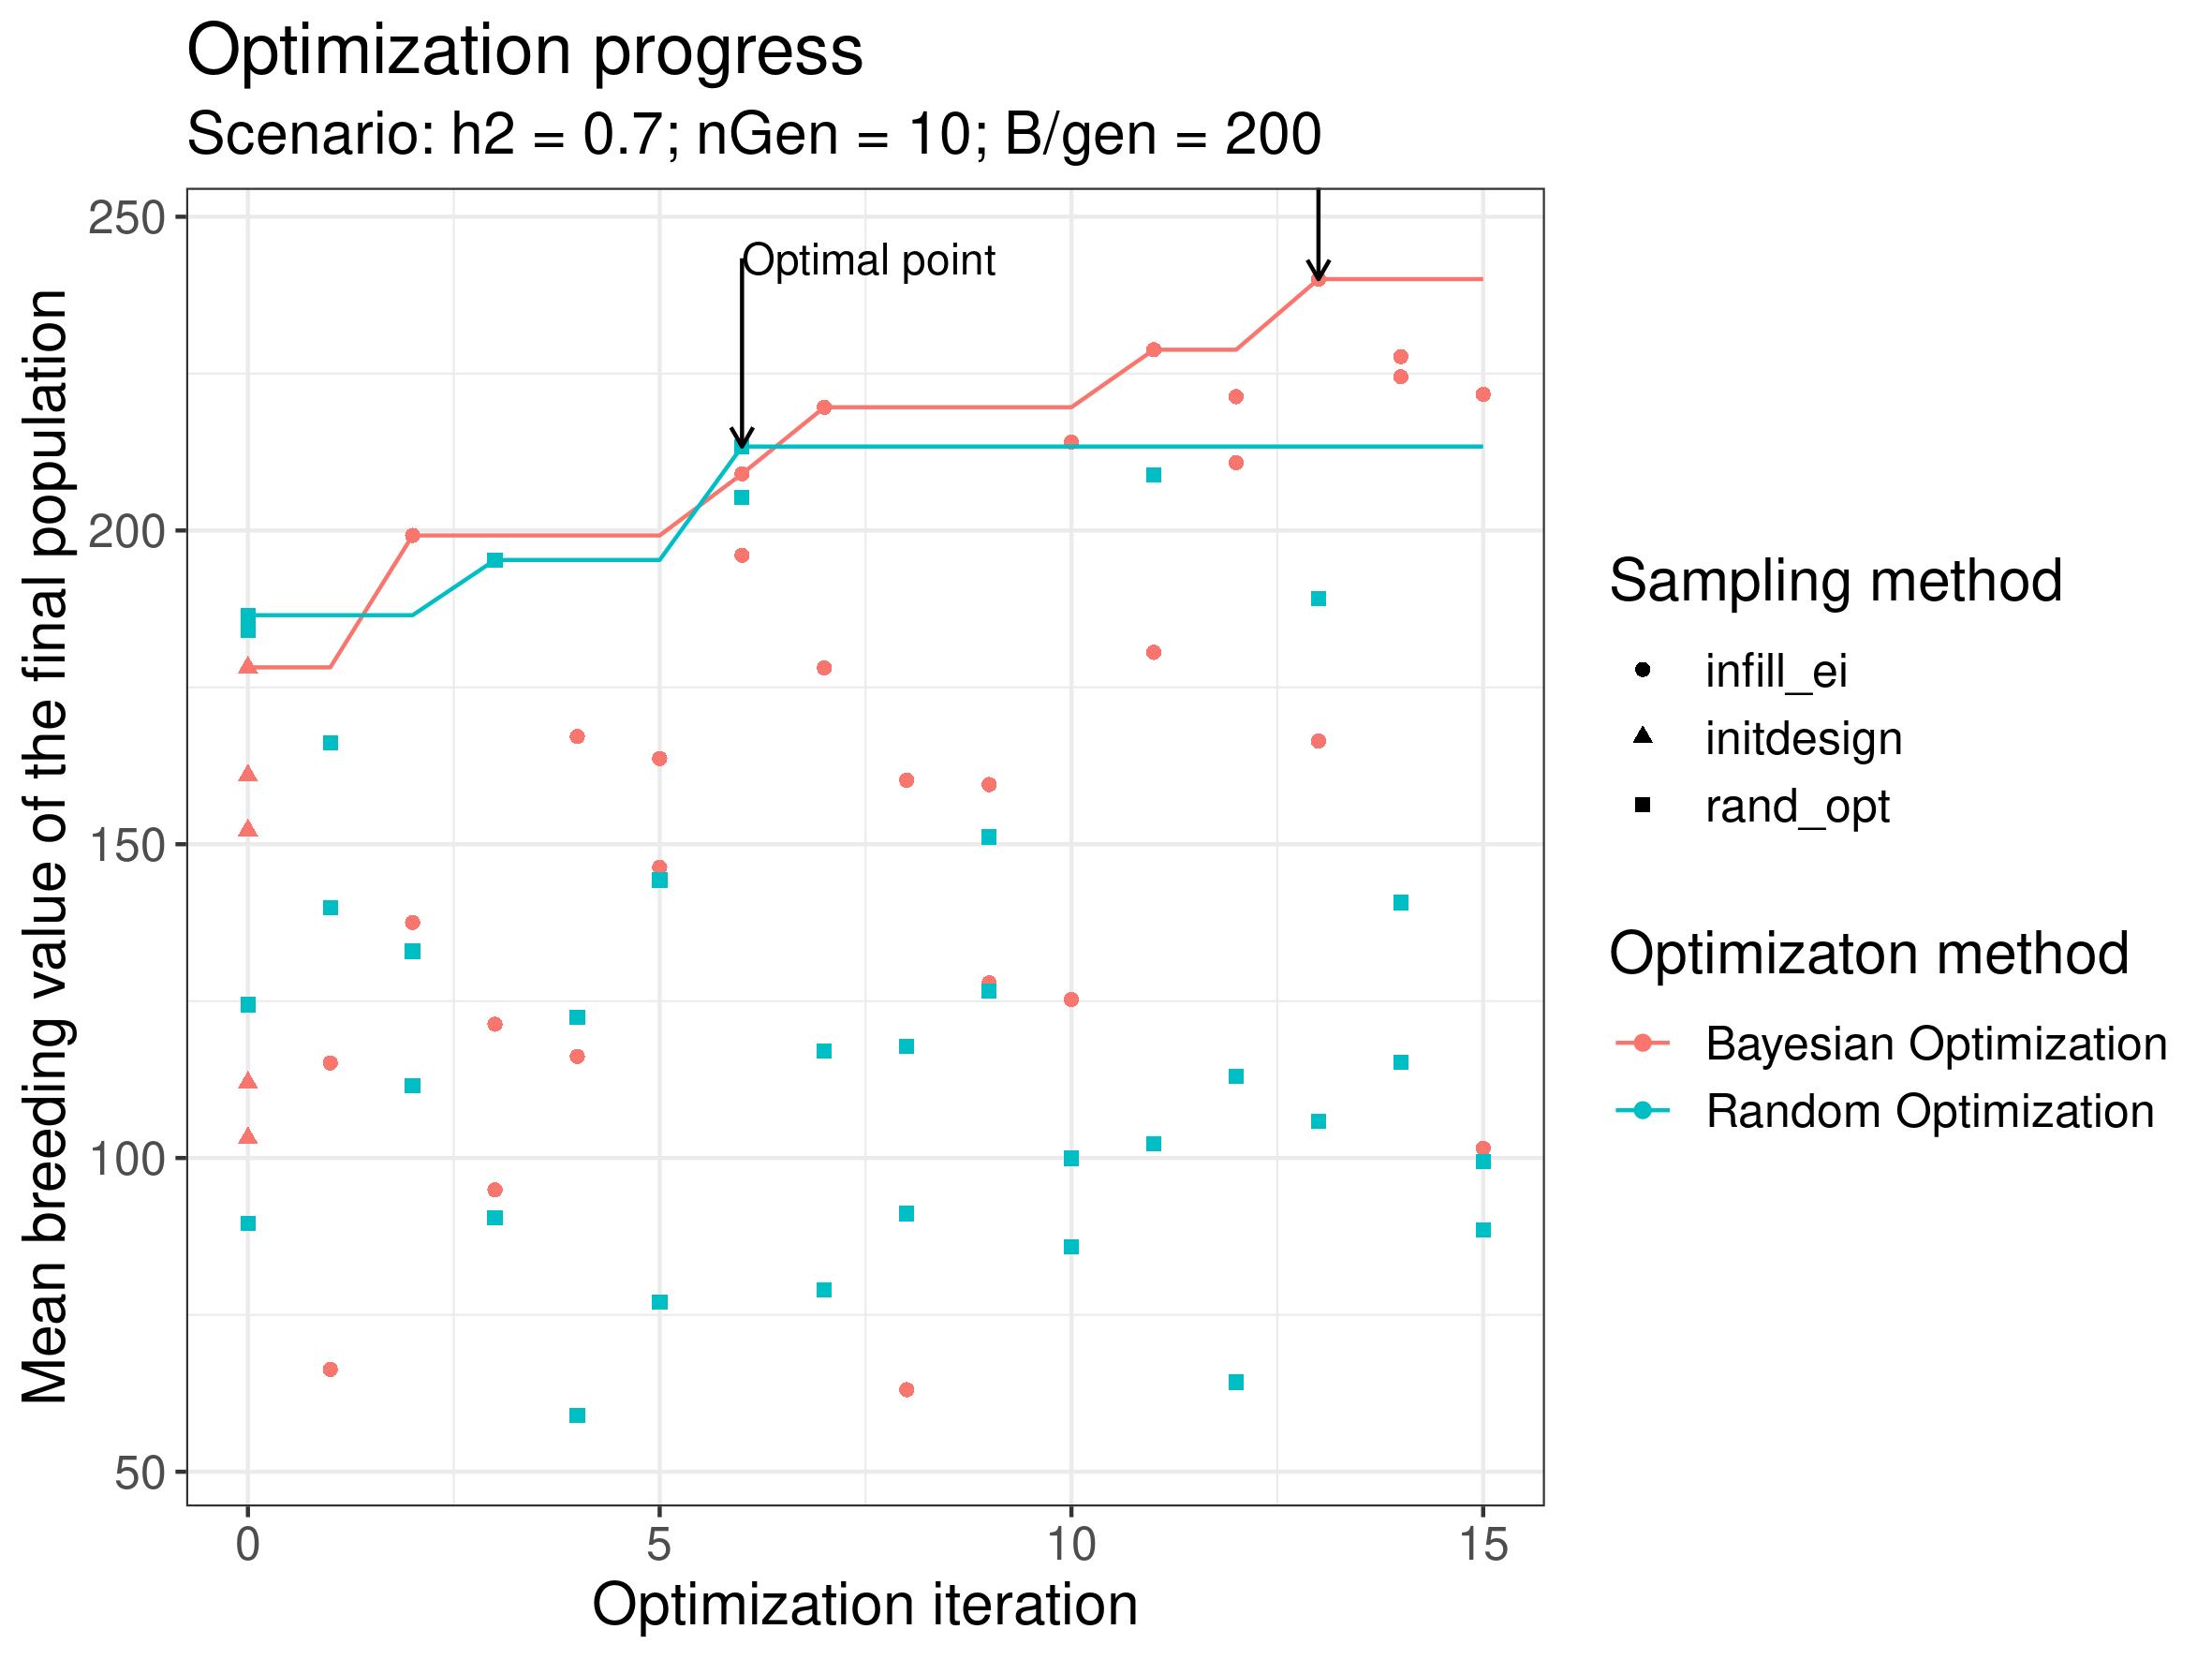 Optimization progress
Scenario: h2 = 0.7; nGen = 10; B/gen = 200
Mean breeding value of the final population
250
200
150
100
50
Optimal point
0
5
10
15
Optimization iteration
Sampling method
infill_ei
initdesign
rand_opt
Optimizaton method
Bayesian Optimization
Random Optimization